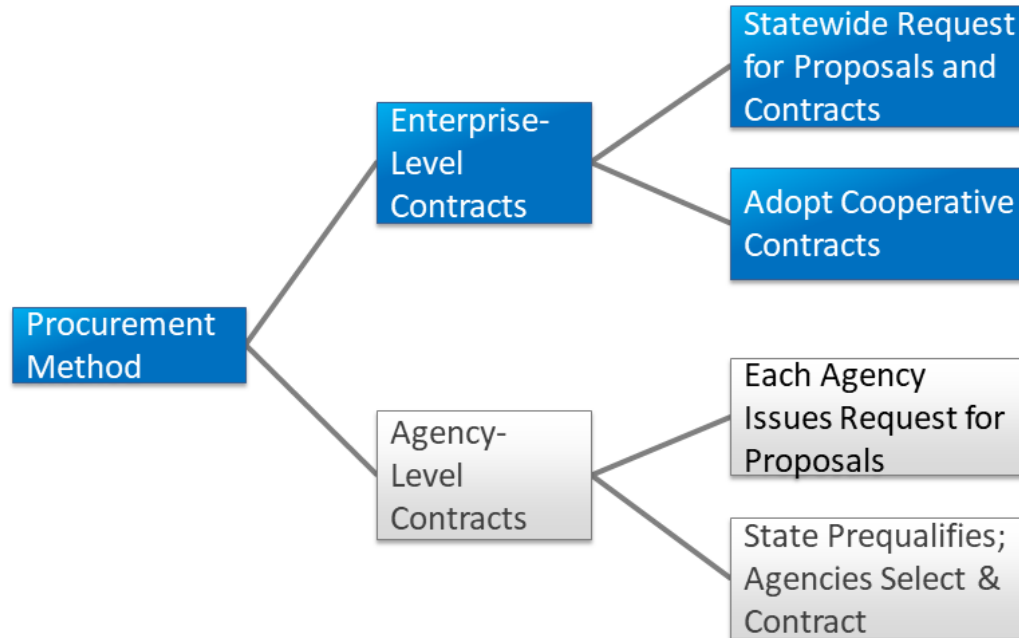 Procurement
Method
Enterprise-
Level
Contracts
Statewide Request
for Proposals and
Contracts
Adopt Cooperative
Contracts
Agency-
Level
Contracts
Each Agency
Issues Request for
Proposals
State Prequalifies;
Agencies Select &
Contract